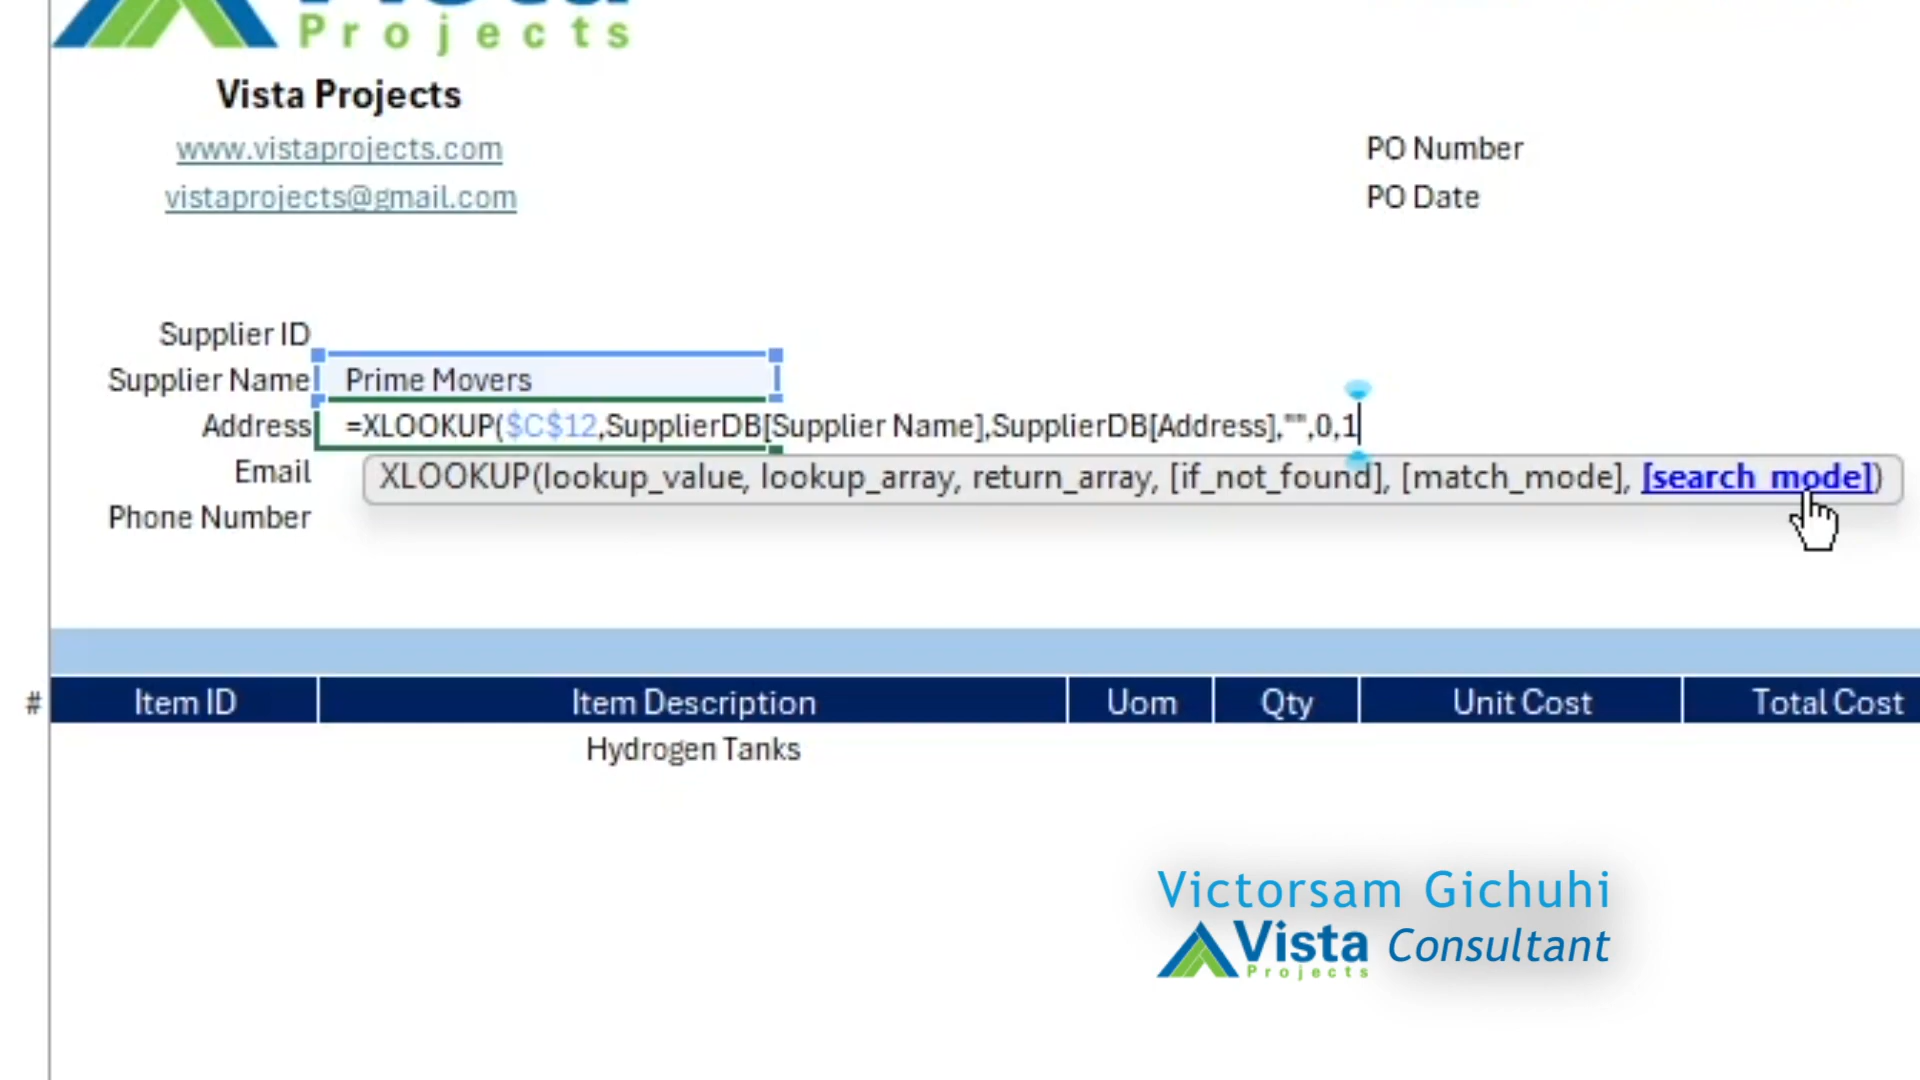 Projects
Vista Projects
www.vistaprojects.com
vistaprojects@gmail.com
PO Number
PO Date
Supplier ID
Supplier Name
Prime Movers
Address
=XLOOKUP($C$12,SupplierDB[Supplier Name],SupplierDB[Address],"",0,1
Email
XLOOKUP(lookup_value, lookup_array, return_array, [if_not_found], [match_mode], [search_mode])
Phone Number
# Item ID Item Description Uom Qty Unit Cost Total Cost
Hydrogen Tanks
Victorsam Gichuhi
Vista Consultant
Projects